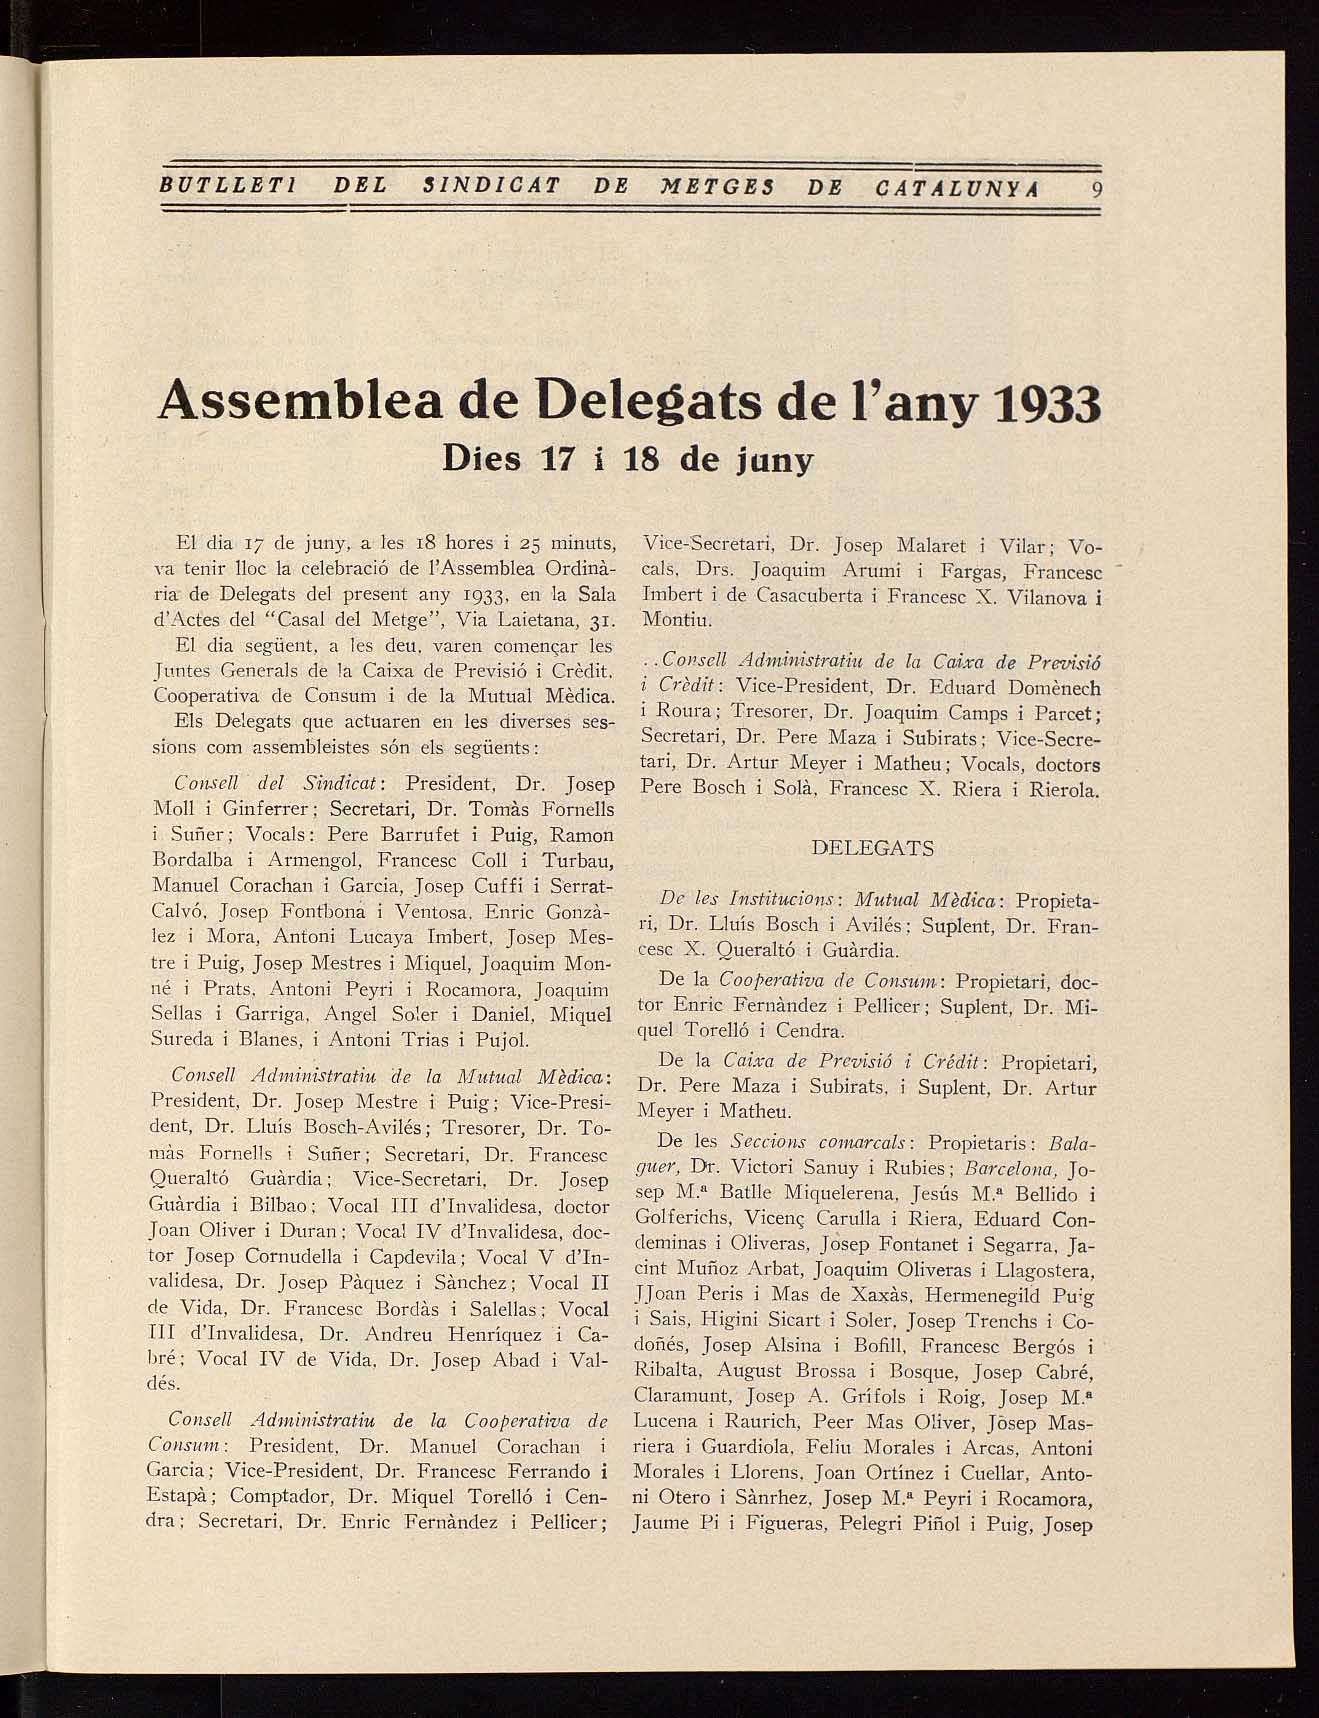 BUTLLETI DEL SINDICAT DE METGES DE CATALUNYA 9
Assemblea de Delegats de l'any 1933
Dies 17 i 18 de juny
El dia 17 de juny, a les 18 hores i 25 minuts,
va tenir lloc la celebració de l'Assemblea Ordinà-
ria de Delegats del present any 1933, en la Sala
d'Actes del “Casal del Metge”, Via Laietana, 31.
El dia següent, a les deu, varen començar les
Juntes Generals de la Caixa de Previsió i Crèdit,
Cooperativa de Consum i de la Mutual Mèdica.
Els Delegats que actuaren en les diverses ses-
sions com assembleistes són els següents:
Consell del Sindicat: President, Dr. Josep
Moll i Ginferrer; Secretari, Dr. Tomàs Fornells
i Suñer; Vocals: Pere Barrufet i Puig, Ramon
Bordalba i Armengol, Francesc Coll i Turbau,
Manuel Corachan i Garcia, Josep Cuffí i Serrat-
Calvó, Josep Fontbona i Ventosa, Enric Gonzà-
lez i Mora, Antoni Lucaya Imbert, Josep Mes-
tre i Puig, Josep Mestres i Miquel, Joaquim Mon-
né i Prats, Antoni Peyri i Rocamora, Joaquim
Sellas i Garriga, Angel Soler i Daniel, Miquel
Sureda i Blanes, i Antoni Trias i Pujol.
Consell Administratiu de la Mutual Mèdica:
President, Dr. Josep Mestre i Puig; Vice-Presi-
dent, Dr. Lluís Bosch-Avilés; Tresorer, Dr. To-
màs Fornells i Suñer; Secretari, Dr. Francesc
Queraltó Guàrdia; Vice-Secretari, Dr. Josep
Guàrdia i Bilbao; Vocal III d'Invalidesa, doctor
Joan Oliver i Duran; Vocal IV d'Invalidesa, doc-
tor Josep Cornudella i Capdevila; Vocal V d'In-
validesa, Dr. Josep Pàquez i Sànchez; Vocal II
de Vida, Dr. Francesc Bordàs i Salellas; Vocal
III d'Invalidesa, Dr. Andreu Henríquez i Ca-
bré; Vocal IV de Vida, Dr. Josep Abad i Val-
dés.
Consell Administratiu de la Cooperativa de
Consum: President, Dr. Manuel Corachan i
Garcia; Vice-President, Dr. Francesc Ferrando i
Estapà; Comptador, Dr. Miquel Torelló i Cen-
dra; Secretari, Dr. Enric Fernàndez i Pellicer;
Vice-Secretari, Dr. Josep Malaret i Vilar; Vo-
cals, Drs. Joaquim Arumi i Fargas, Francesc
Imbert i de Casacuberta i Francesc X. Vilanova i
Montiu.
..Consell Administratiu de la Caixa de Previsió
i Crèdit: Vice-President, Dr. Eduard Domènech
i Roura; Tresorer, Dr. Joaquim Camps i Parcet;
Secretari, Dr. Pere Maza i Subirats; Vice-Secre-
tari, Dr. Artur Meyer i Matheu; Vocals, doctors
Pere Bosch i Solà, Francesc X. Riera i Rierola.
DELEGATS
De les Institucions: Mutual Mèdica: Propieta-
ri, Dr. Lluís Bosch i Avilés; Suplent, Dr. Fran-
cesc X. Queraltó i Guàrdia.
De la Cooperativa de Consum: Propietari, doc-
tor Enric Fernàndez i Pellicer; Suplent, Dr. Mi-
quel Torelló i Cendra.
De la Caixa de Previsió i Crédit: Propietari,
Dr. Pere Maza i Subirats, i Suplent, Dr. Artur
Meyer i Matheu.
De les Seccions comarcals: Propietaris: Bala-
guer, Dr. Victori Sanuy i Rubies; Barcelona, Jo-
sep M.ª Batlle Miquelerena, Jesús M.ª Bellido i
Golferichs, Vicenç Carulla i Riera, Eduard Con-
deminas i Oliveras, Josep Fontanet i Segarra, Ja-
cint Muñoz Arbat, Joaquim Oliveras i Llagostera,
JJoan Peris i Mas de Xaxàs, Hermenegild Puig
i Sais, Higini Sicart i Soler, Josep Trenchs i Co-
doñés, Josep Alsina i Bofill, Francesc Bergós i
Ribalta, August Brossa i Bosque, Josep Cabré,
Claramunt, Josep A. Grífols i Roig, Josep M.ª
Lucena i Raurich, Peer Mas Oliver, Jòsep Mas-
riera i Guardiola, Feliu Morales i Arcas, Antoni
Morales i Llorens, Joan Ortínez i Cuellar, Anto-
ni Otero i Sànrhez, Josep M.ª Peyri i Rocamora,
Jaume Pi i Figueras, Pelegri Piñol i Puig, Josep